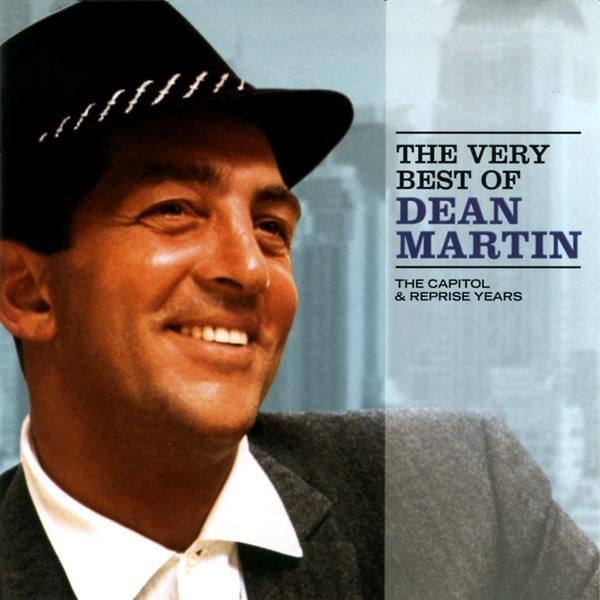 THE VERY
BEST OF
DEAN
MARTIN
THE CAPITOL
& REPRISE YEARS